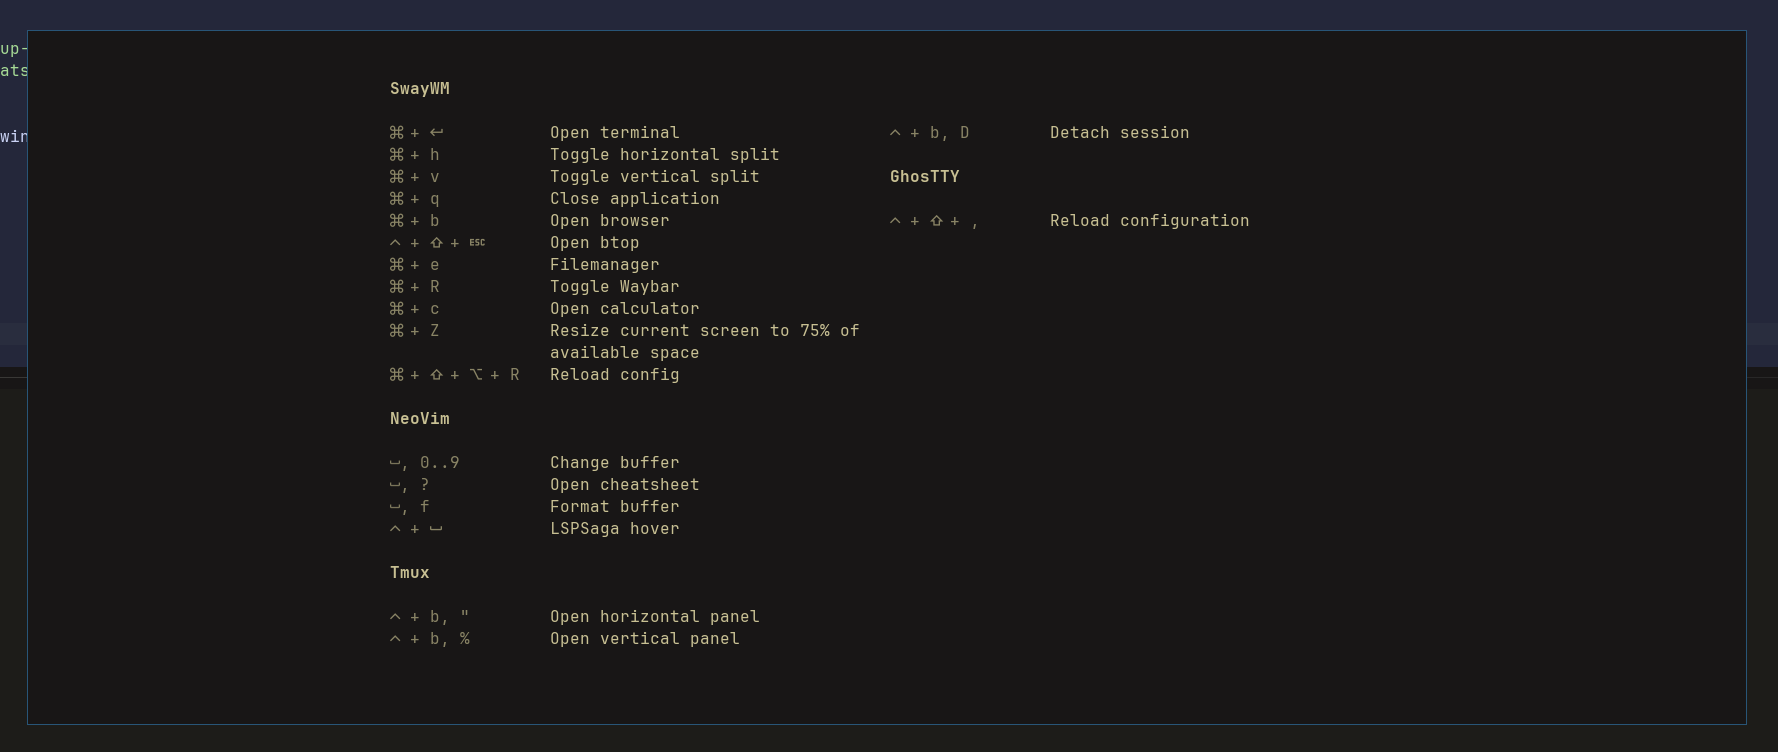 up-
ats
win
SwayWM
⌘ + ↵ Open terminal
⌘ + h Toggle horizontal split
⌘ + v Toggle vertical split
⌘ + q Close application
⌘ + b Open browser
^ + ⇧ + ESC Open btop
⌘ + e Filemanager
⌘ + R Toggle Waybar
⌘ + c Open calculator
⌘ + Z Resize current screen to 75% of
available space
⌘ + ⇧ + ⌥ + R Reload config
NeoVim
⎵, 0..9 Change buffer
⎵, ? Open cheatsheet
⎵, f Format buffer
^ + ⎵ LSPSaga hover
Tmux
^ + b, " Open horizontal panel
^ + b, % Open vertical panel
^ + b, D Detach session
GhosTTY
^ + ⇧ + , Reload configuration